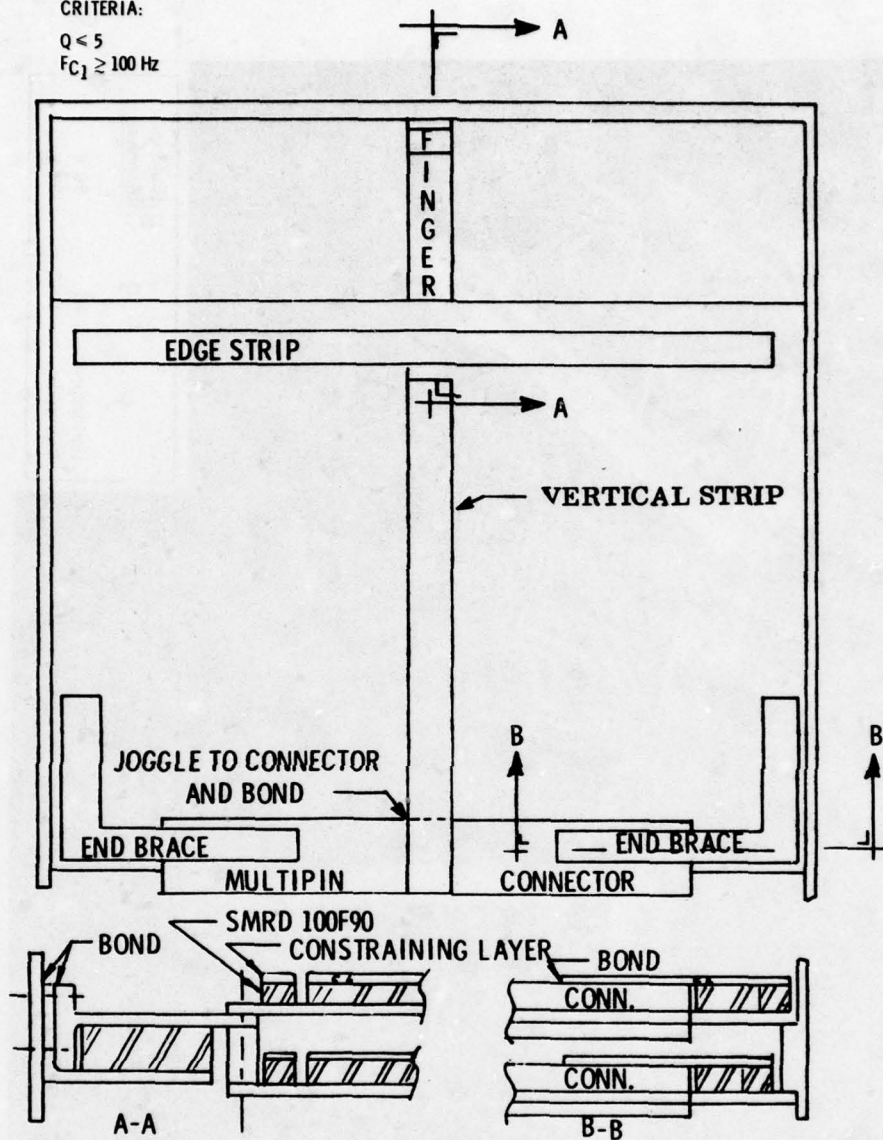 CRITERIA:
Q < 5
FC1 ≥ 100 Hz
A
FINGER
EDGE STRIP
A
VERTICAL STRIP
B
B
JOGGLE TO CONNECTOR
AND BOND
END BRACE
END BRACE
MULTIPIN
CONNECTOR
SMRD 100F90
BOND
CONSTRAINING LAYER
BOND
CONN.
CONN.
A-A
B-B